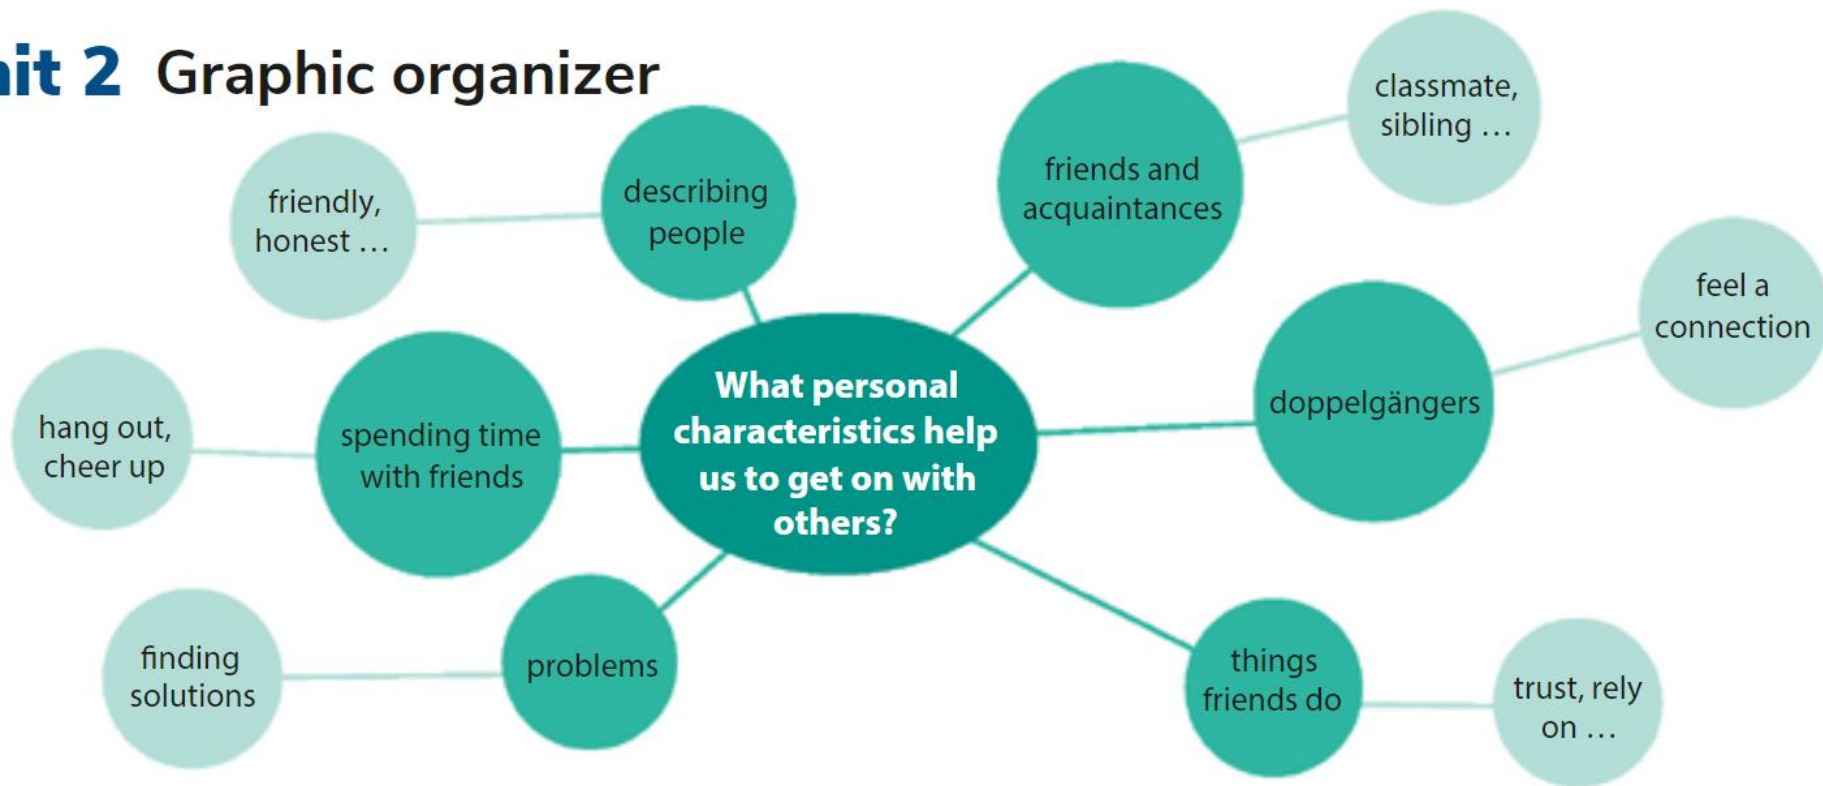 it 2 Graphic organizer
classmate,
sibling ...
friends and
acquaintances
describing
people
friendly,
honest ...
feel a
connection
doppelgängers
What personal
characteristics help
us to get on with
others?
spending time
with friends
hang out,
cheer up
problems
finding
solutions
things
friends do
trust, rely
on ...